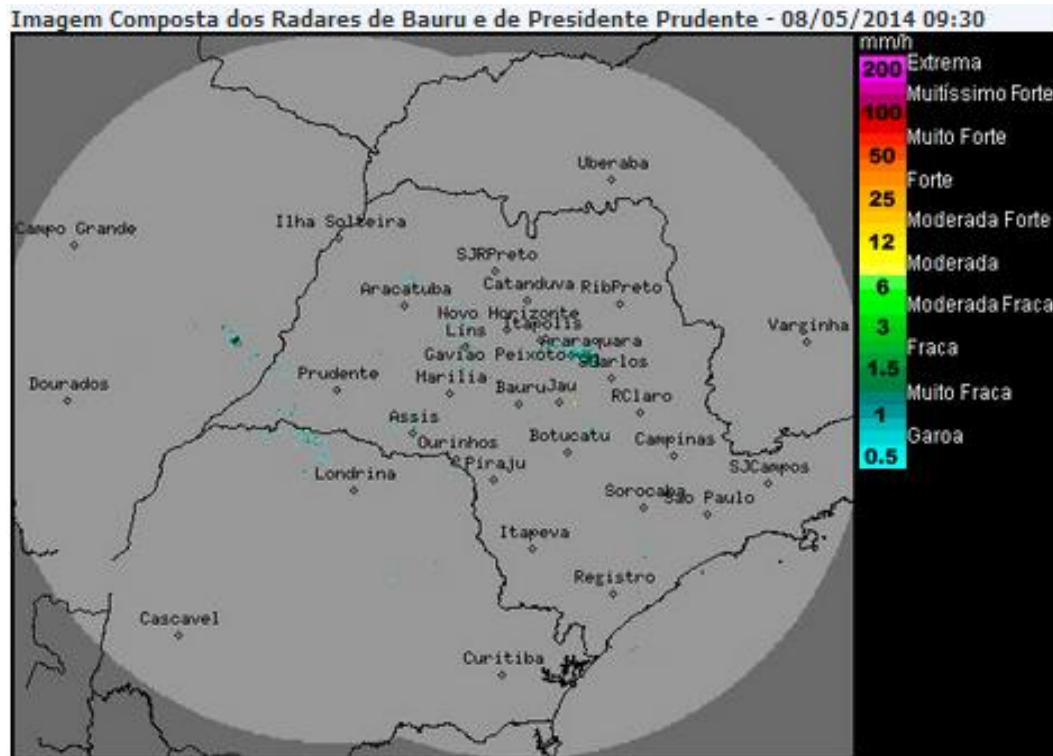 Imagem Composta dos Radares de Bauru e de Presidente Prudente - 08/05/2014 09:30
mm/h
200 Extrema
Muitíssimo Forte
100
Muito Forte
50
Forte
25
Moderada Forte
12
Moderada
6
Moderada Fraca
3
Fraca
1.5
Muito Fraca
1
Garoa
0.5
Uberaba
Ilha Solteira
Campo Grande
SJRPreto
Aracatuba
Catanduva
RibPreto
Novo Horizonte
Itapolis
Lins
Araraquara
Varginha
Gaviao Peixoto
SCarlos
Dourados
Prudente
Marilia
Bauru
Jau
RClaro
Assis
Ourinhos
Botucatu
Campinas
Piraju
Londrina
SJCampos
Sorocaba
Sao Paulo
Itapeva
Registro
Cascavel
Curitiba